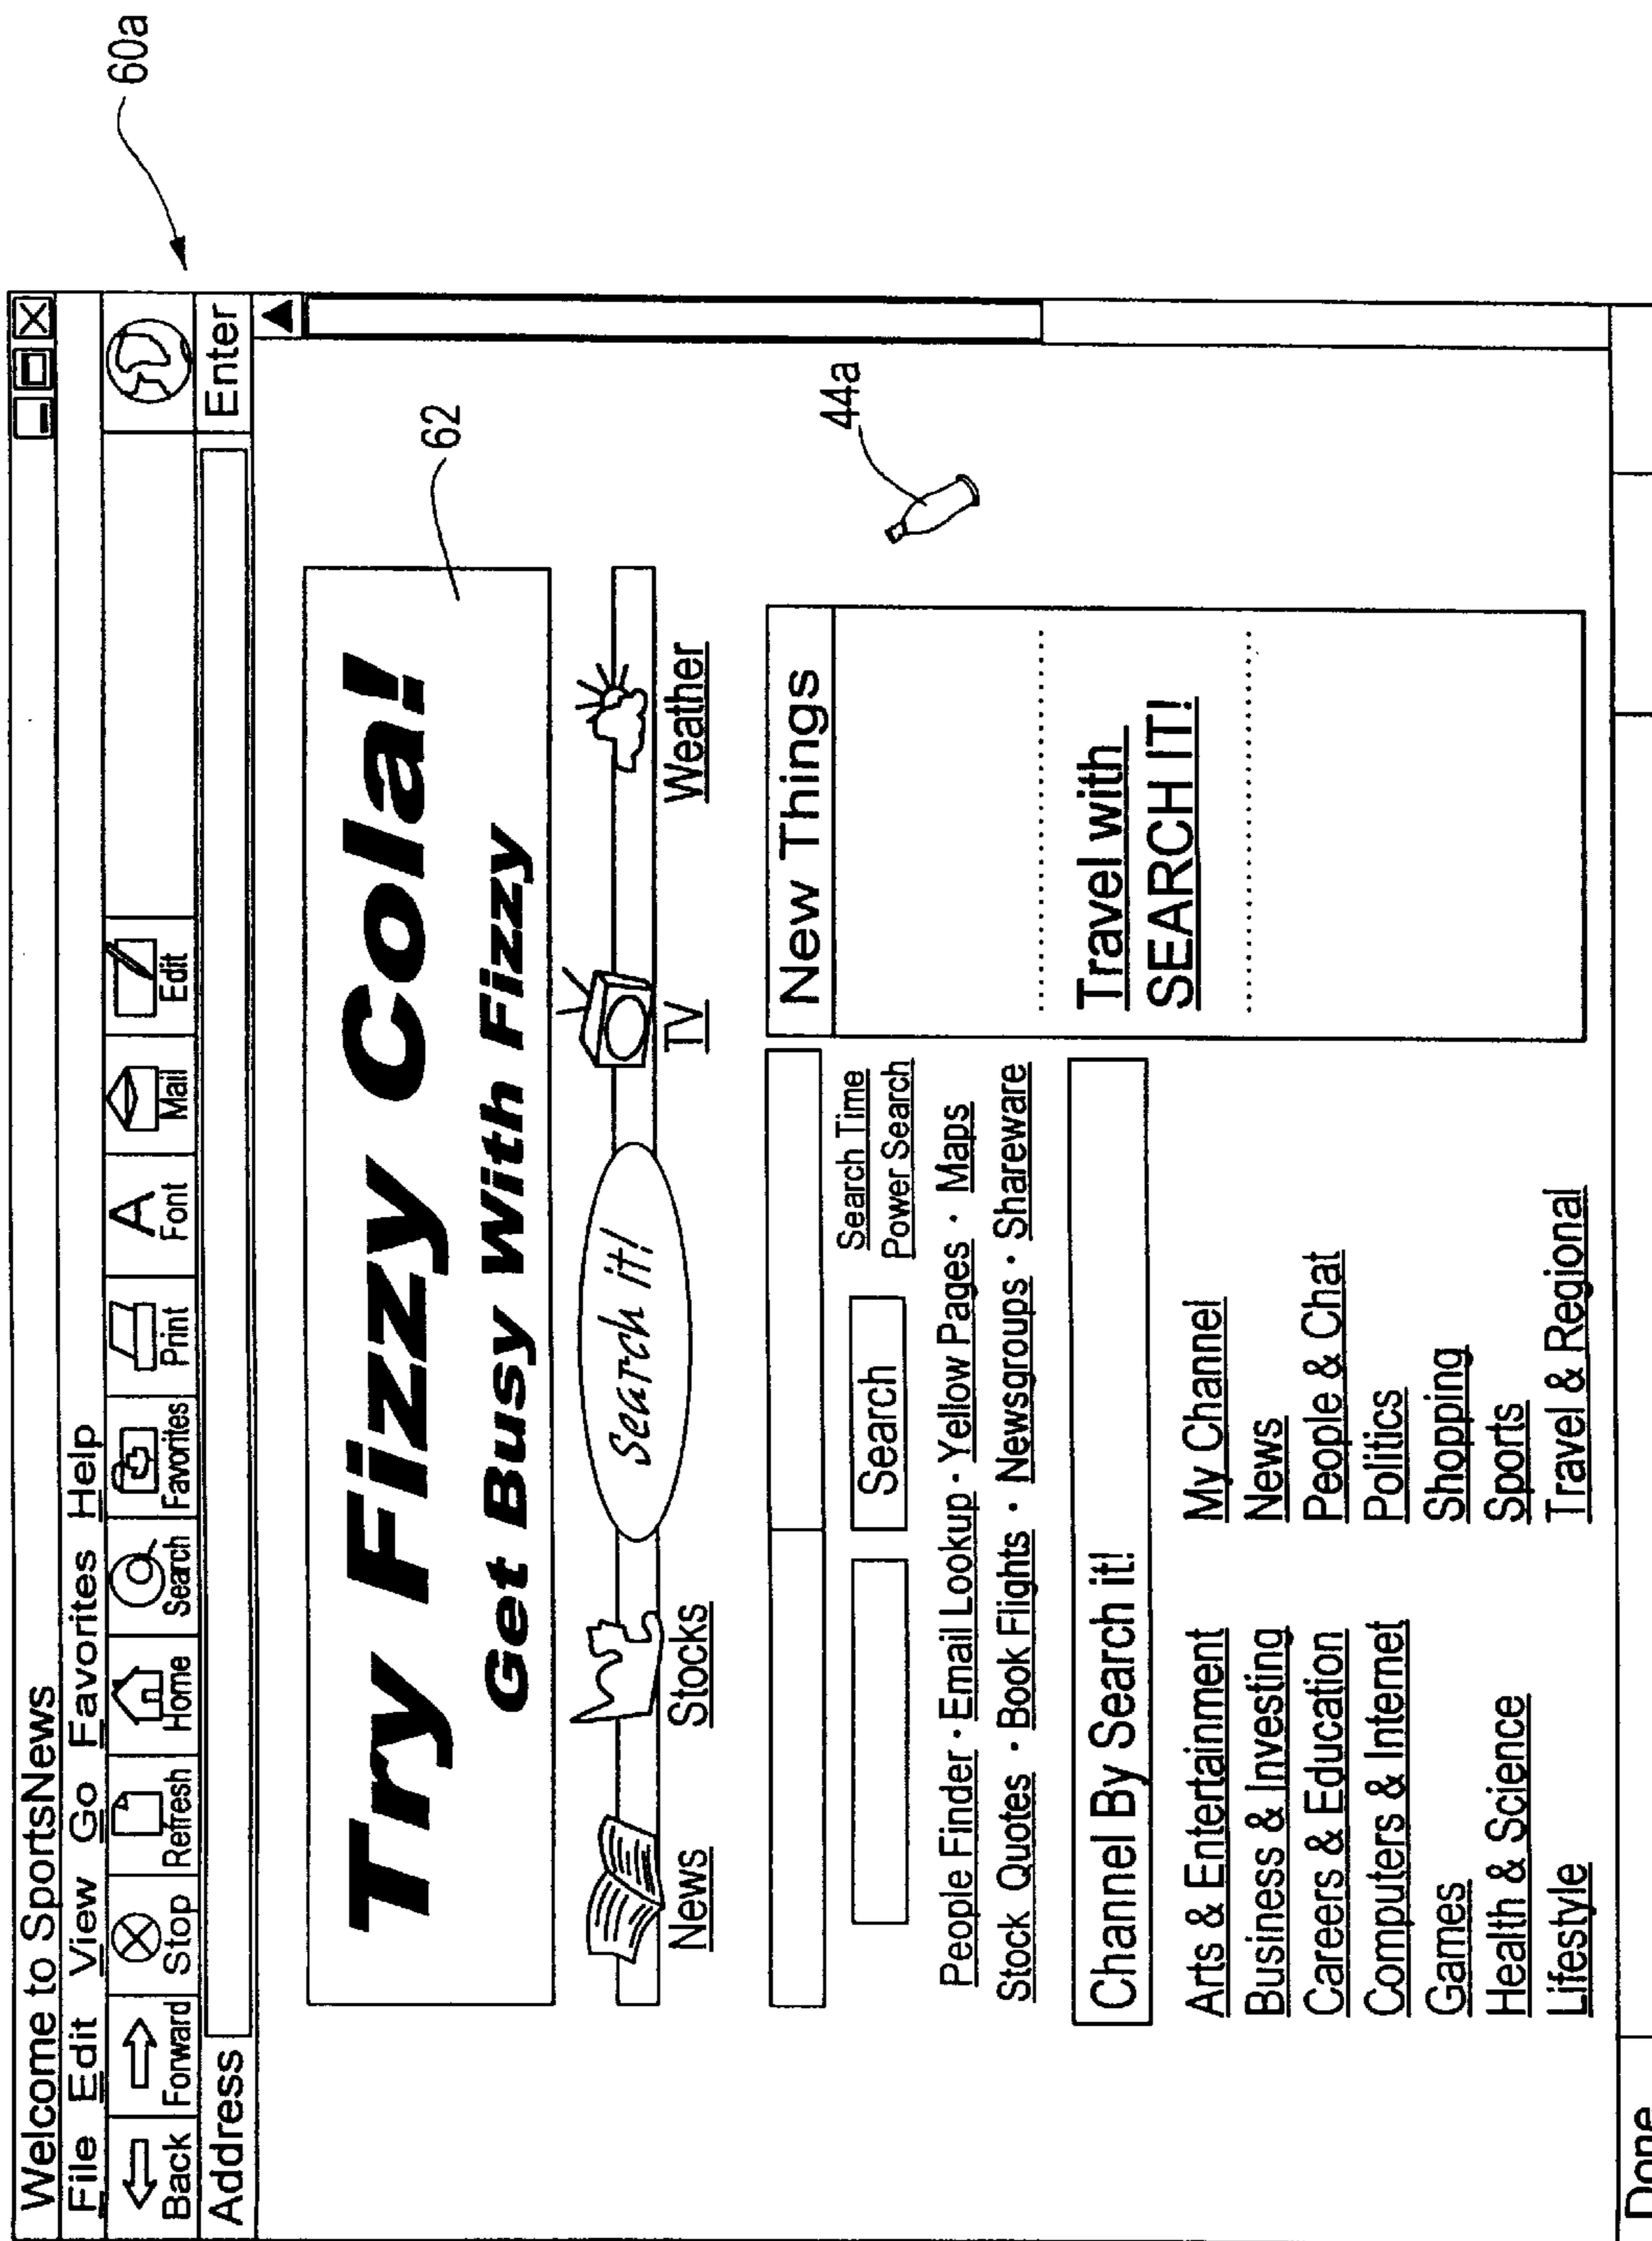 60a
Welcome to SportsNews
File Edit View Go Favorites Help
Back Forward Stop Refresh Home Search Favorites Print Font Mail Edit
Address Enter
62
Try Fizzy Cola!
Get Busy With Fizzy
Search it!
News Stocks TV Weather
44a
New Things
Search Time
Search Power Search
People Finder · Email Lookup · Yellow Pages · Maps
Stock Quotes · Book Flights · Newsgroups · Shareware
Travel with
SEARCH IT!
Channel By Search it!
Arts & Entertainment My Channel
Business & Investing News
Careers & Education People & Chat
Computers & Internet Politics
Games Shopping
Health & Science Sports
Lifestyle Travel & Regional
Done